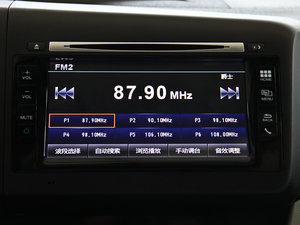 FM2
爵士
87.90 MHz
P1 87.90MHz P2 90.10MHz P3 98.10MHz
P4 98.10MHz P5 106.10MHz P6 108.00MHz
波段选择 自动搜索 浏览播放 手动调台 音效调整
+
VOL
-
VOL
MUTE
HOME
MENU